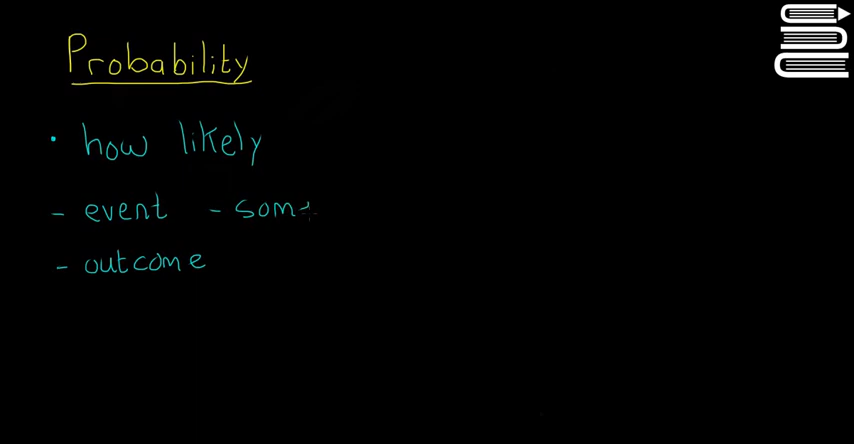 Probability
• how likely
- event - som
- outcome